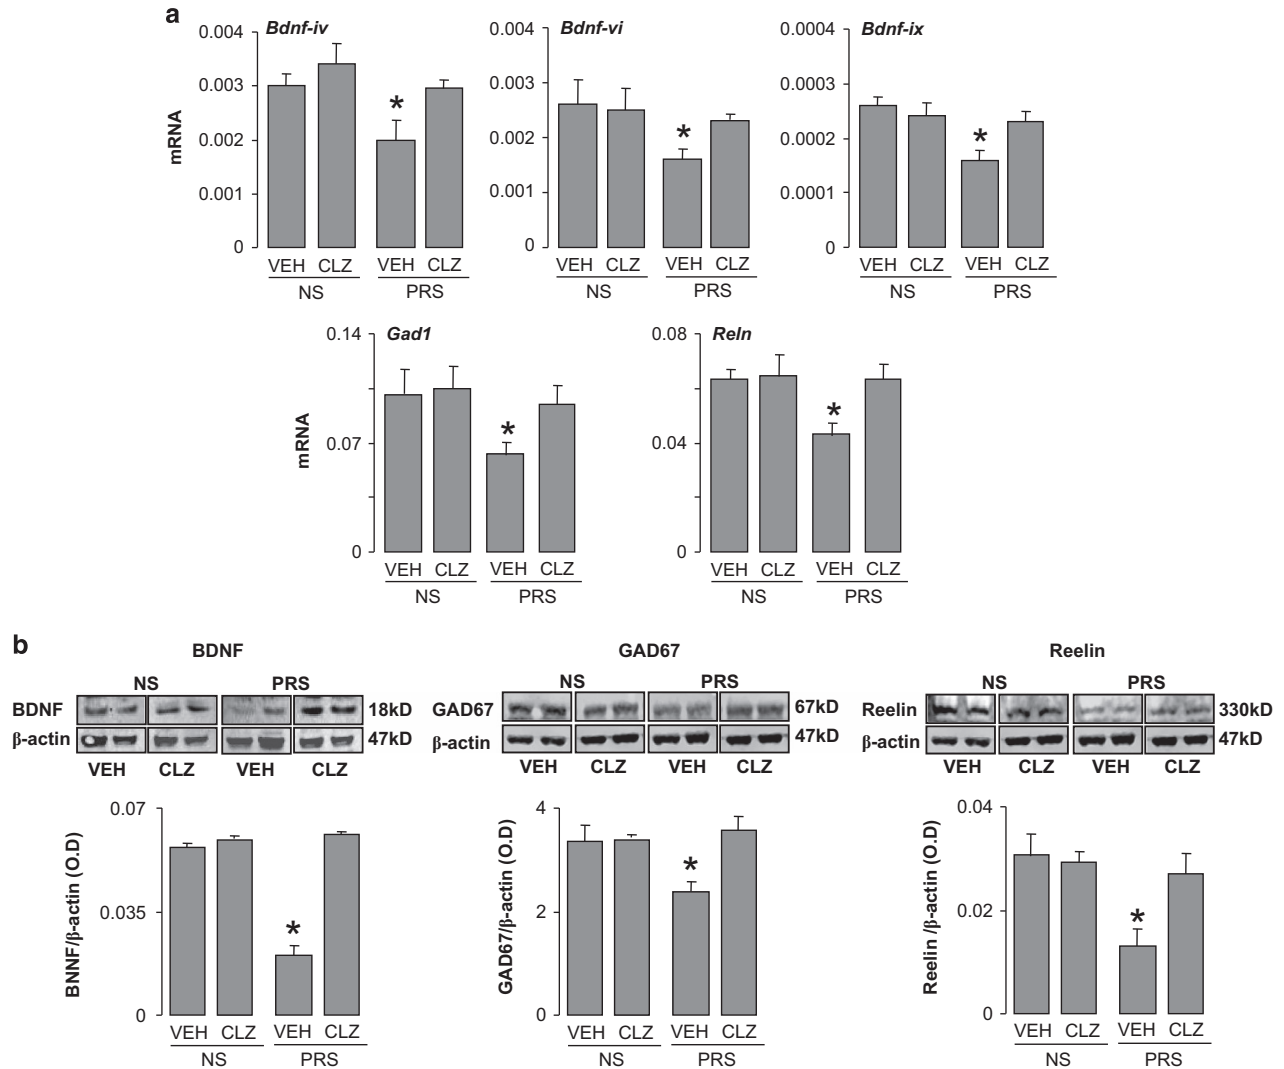 a
Bdnf-iv
Bdnf-vi
Bdnf-ix
mRNA
0.004
0.003
0.002
0.001
0
0.004
0.003
0.002
0.001
0
0.0004
0.0003
0.0002
0.0001
0
*
*
*
VEH CLZ VEH CLZ
NS PRS
VEH CLZ VEH CLZ
NS PRS
VEH CLZ VEH CLZ
NS PRS
Gad1
Reln
mRNA
0.14
0.07
0
0.08
0.04
0
*
*
VEH CLZ VEH CLZ
NS PRS
VEH CLZ VEH CLZ
NS PRS
b
BDNF
NS PRS
BDNF 18kD
β-actin 47kD
VEH CLZ VEH CLZ
GAD67
NS PRS
GAD67 67kD
β-actin 47kD
VEH CLZ VEH CLZ
Reelin
NS PRS
Reelin 330kD
β-actin 47kD
VEH CLZ VEH CLZ
BNNF/β-actin (O.D)
0.07
0.035
0
*
VEH CLZ VEH CLZ
NS PRS
GAD67/β-actin (O.D)
4
2
0
*
VEH CLZ VEH CLZ
NS PRS
Reelin /β-actin (O.D)
0.04
0.02
0
*
VEH CLZ VEH CLZ
NS PRS